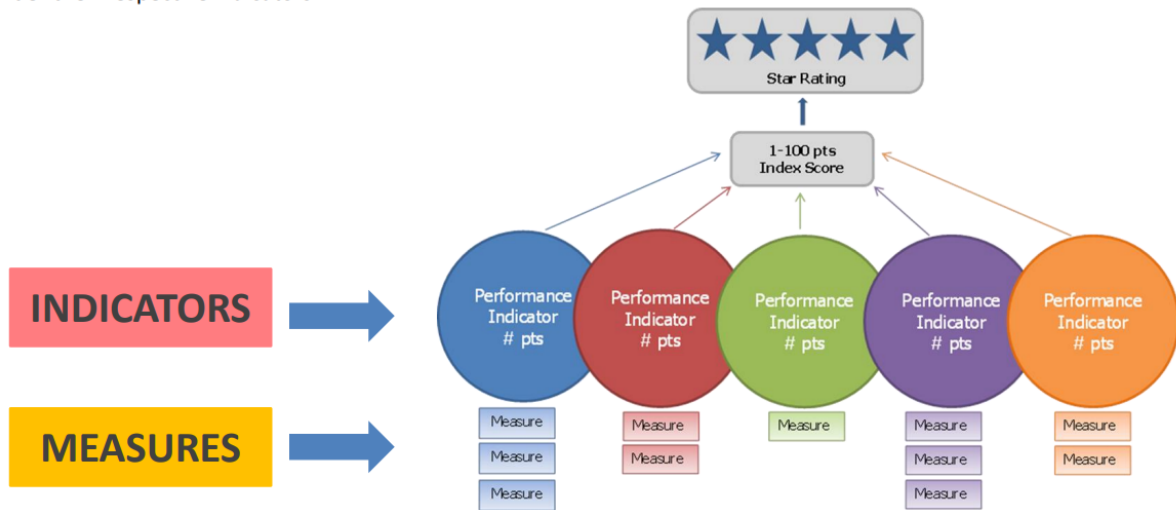 Star Rating
1-100 pts
Index Score
INDICATORS
Performance
Indicator
# pts
Performance
Indicator
# pts
Performance
Indicator
# pts
Performance
Indicator
# pts
Performance
Indicator
# pts
MEASURES
Measure
Measure
Measure
Measure
Measure
Measure
Measure
Measure
Measure
Measure
Measure